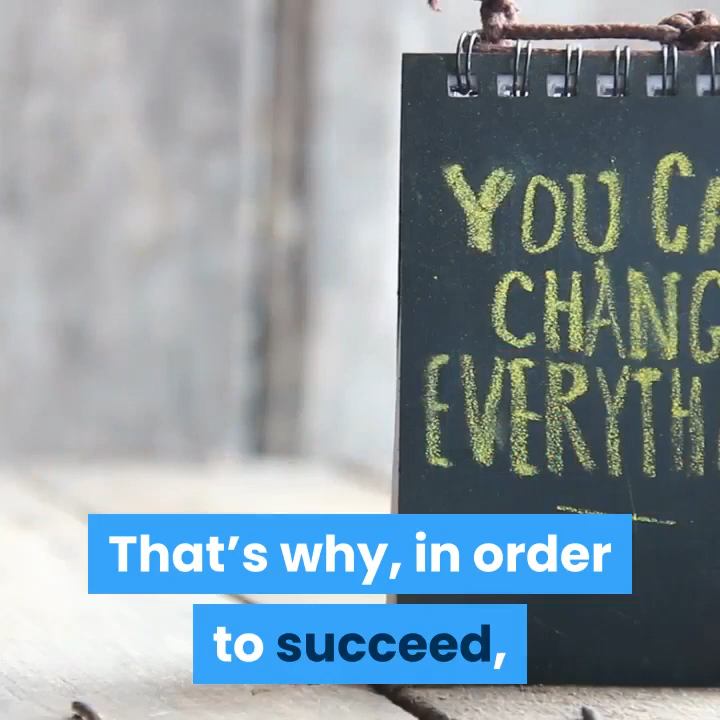 YOU CA
CHANG
EVERYTH
That's why, in order
to succeed,